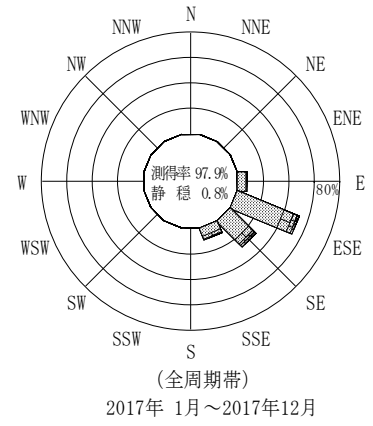 N
NNW NNE
NW NE
WNW ENE
測得率 97.9%
W 80% E
静 穏 0.8%
WSW ESE
SW SE
SSW SSE
S
(全周期帯)
2017年 1月～2017年12月